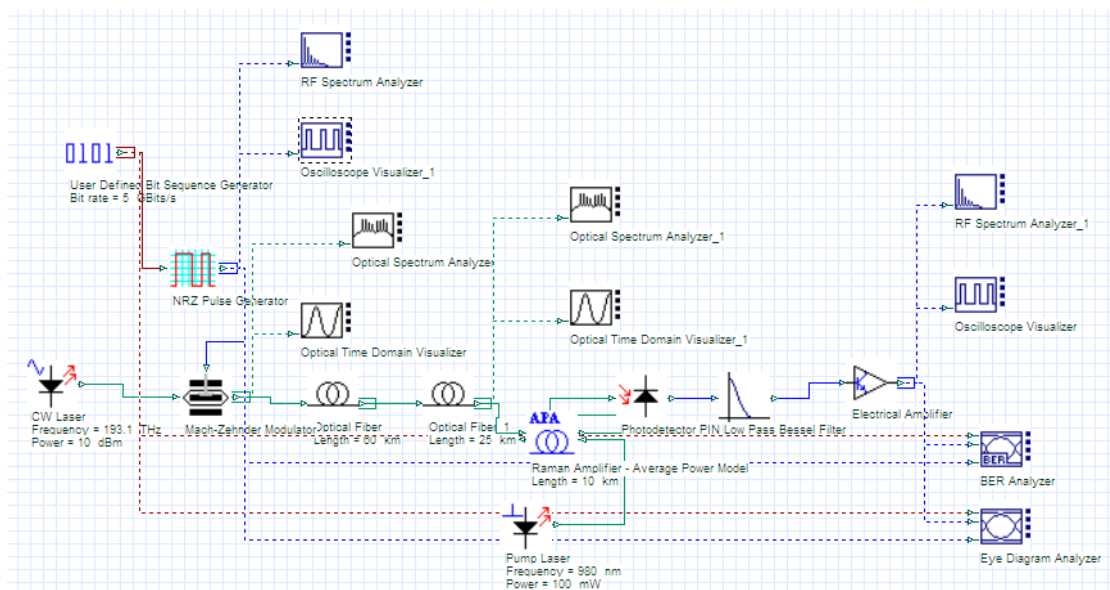 RF Spectrum Analyzer
Oscilloscope Visualizer_1
User Defined Bit Sequence Generator
Bit rate = 5 GBits/s
RF Spectrum Analyzer_1
Optical Spectrum Analyzer_1
Optical Spectrum Analyzer
NRZ Pulse Generator
Oscilloscope Visualizer
Optical Time Domain Visualizer_1
Optical Time Domain Visualizer
CW Laser
Frequency = 193.1 THz
Power = 10 dBm
Mach-Zehnder Modulator
Optical Fiber
Length = 60 km
Optical Fiber_1
Length = 25 km
APA
Raman Amplifier - Average Power Model
Length = 10 km
Photodetector PIN
Low Pass Bessel Filter
Electrical Amplifier
BER
BER Analyzer
Eye Diagram Analyzer
Pump Laser
Frequency = 980 nm
Power = 100 mW